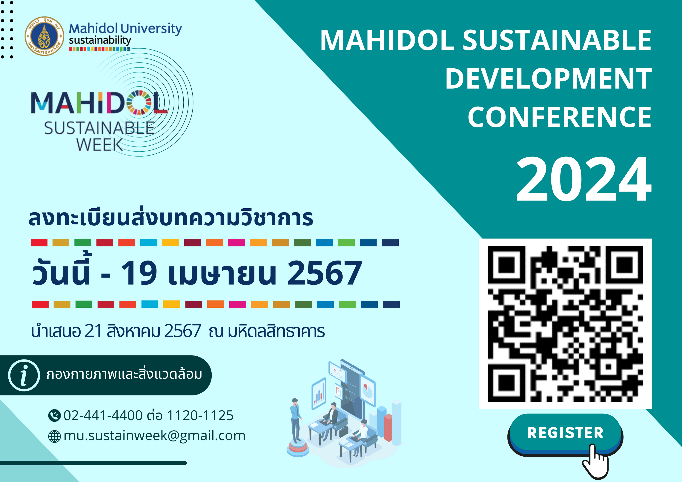 Mahidol University
sustainability
MAHIDOL
SUSTAINABLE
WEEK
MAHIDOL SUSTAINABLE
DEVELOPMENT
CONFERENCE
2024
ลงทะเบียนส่งบทความวิชาการ
วันนี้ - 19 เมษายน 2567
นำเสนอ 21 สิงหาคม 2567 ณ มหิดลสิทธาคาร
i กองกายภาพและสิ่งแวดล้อม
02-441-4400 ต่อ 1120-1125
mu.sustainweek@gmail.com
REGISTER